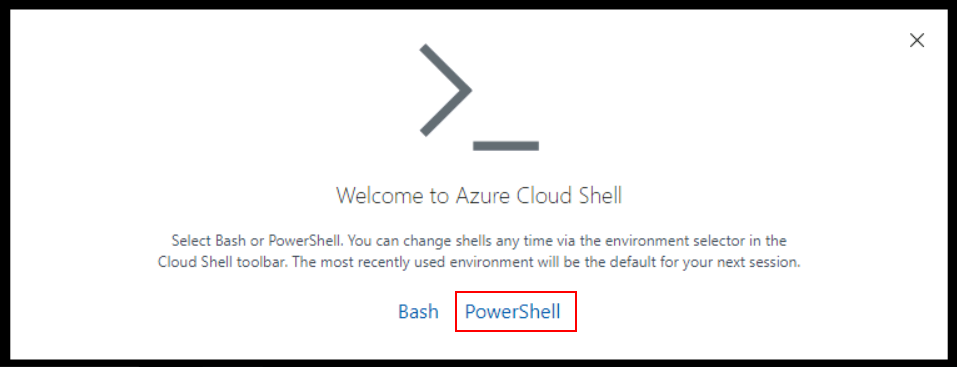 Welcome to Azure Cloud Shell
Select Bash or PowerShell. You can change shells any time via the environment selector in the
Cloud Shell toolbar. The most recently used environment will be the default for your next session.
Bash PowerShell